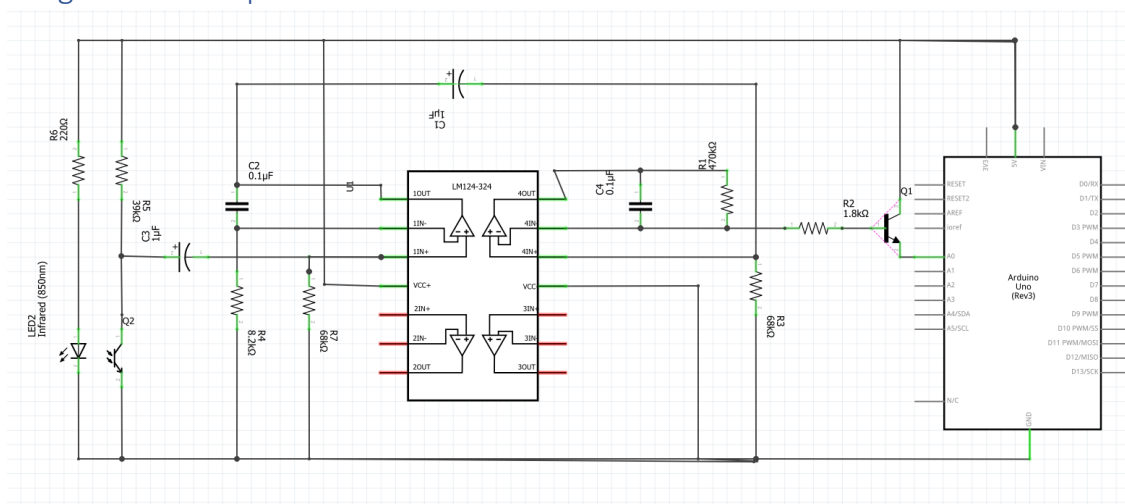 R6
220Ω
R5
39kΩ
C3
1µF
LED2
Infrared (850nm)
Q2
C2
0.1µF
R4
8.2kΩ
R7
68kΩ
C1
1µF
U1
LM124-324
1OUT
1IN-
1IN+
VCC+
2IN+
2IN-
2OUT
4OUT
4IN-
4IN+
VCC
3IN+
3IN-
3OUT
C4
0.1µF
R1
470kΩ
R3
68kΩ
R2
1.8kΩ
Q1
3V3
5V
VIN
RESET
RESET2
AREF
ioref
A0
A1
A2
A3
A4/SDA
A5/SCL
N/C
Arduino
Uno
(Rev3)
D0/RX
D1/TX
D2
D3 PWM
D4
D5 PWM
D6 PWM
D7
D8
D9 PWM
D10 PWM/SS
D11 PWM/MOSI
D12/MISO
D13/SCK
GND